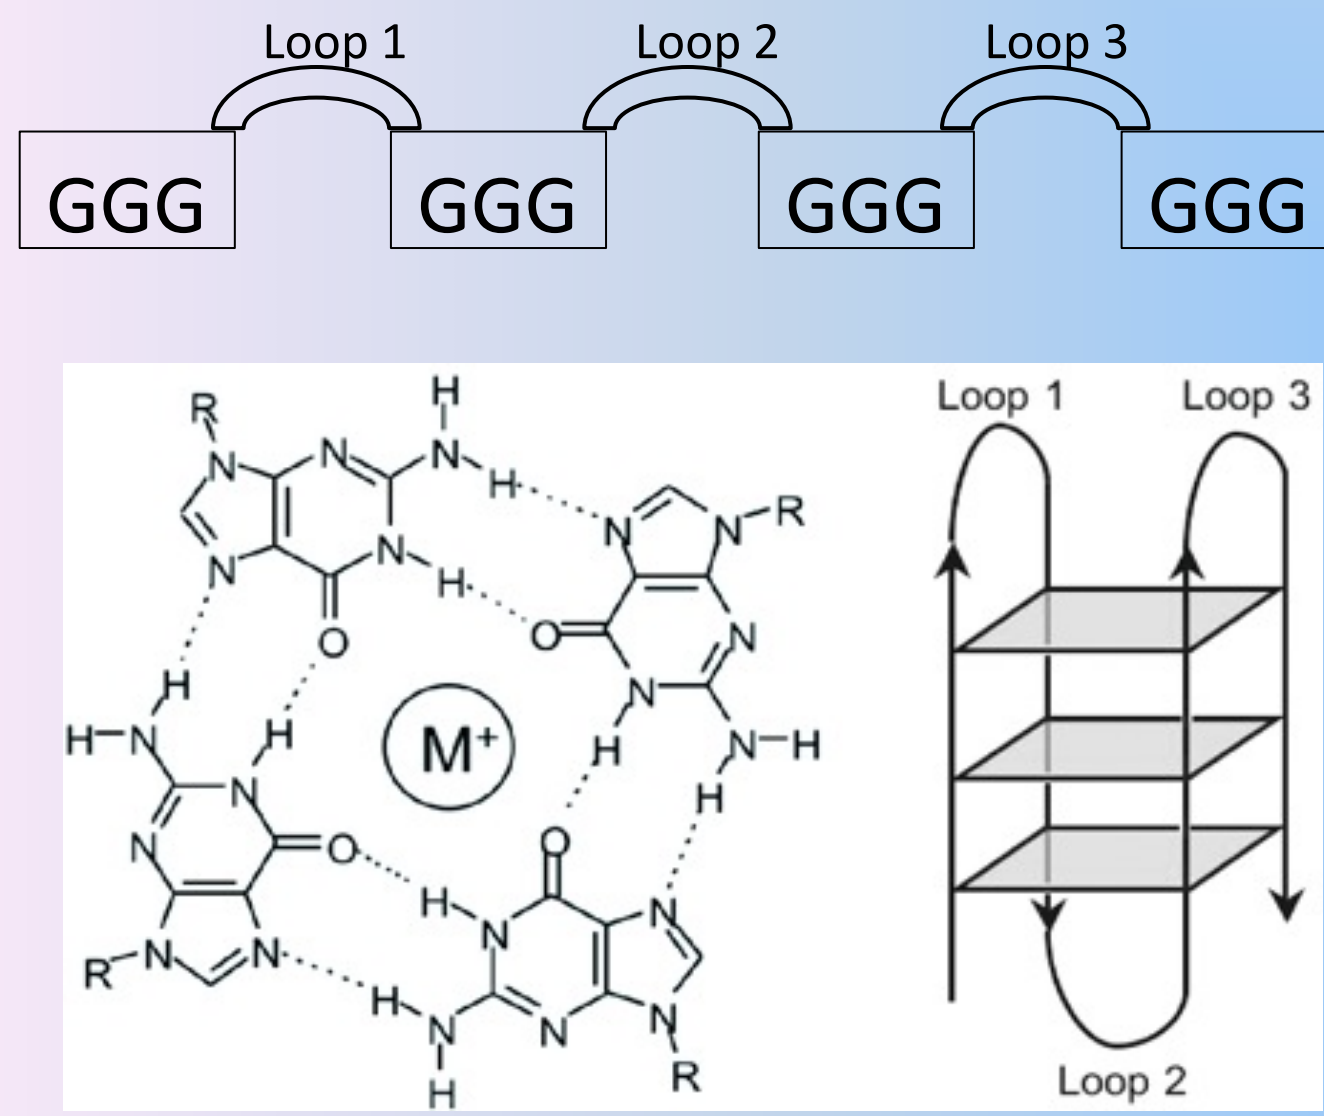 Loop 1 Loop 2 Loop 3
GGG GGG GGG GGG
H
R
N N N H
H
N N R
N N H
O O N
H N
M⁺
H–N H H N–H
N H
N O O
H N
R N N N
H
N N N
H R
Loop 1 Loop 3
Loop 2